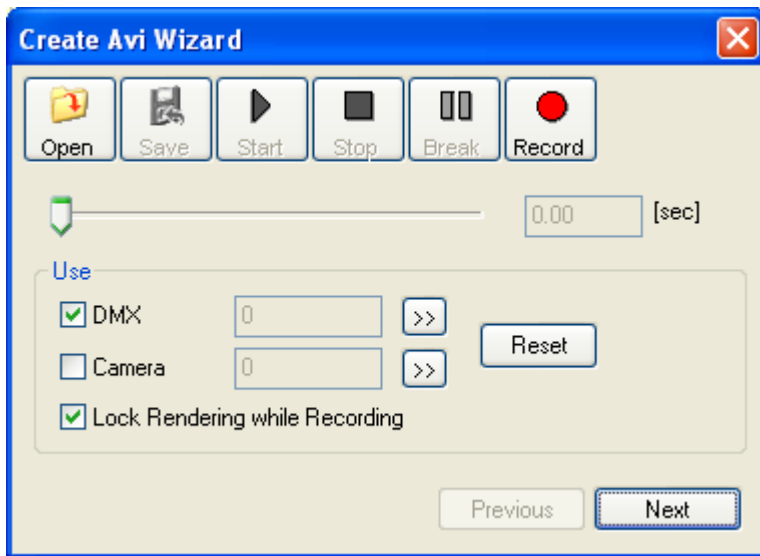 Create Avi Wizard
Open Save Start Stop Break Record
0.00 [sec]
Use
DMX 0 >>
Reset
Camera 0 >>
Lock Rendering while Recording
Previous Next